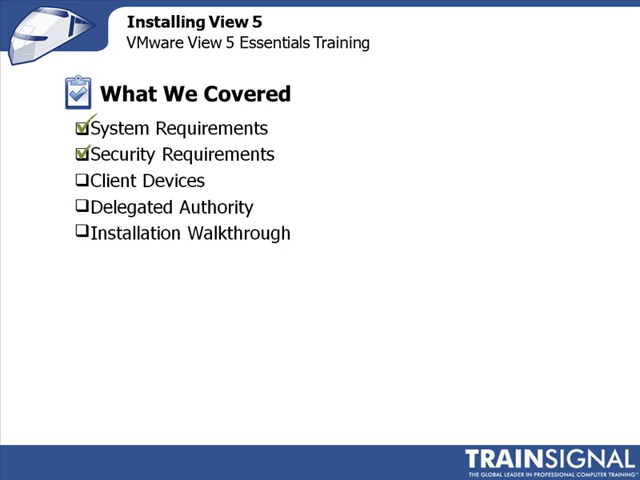 Installing View 5
VMware View 5 Essentials Training
What We Covered
System Requirements
Security Requirements
Client Devices
Delegated Authority
Installation Walkthrough
TRAINSIGNAL
THE GLOBAL LEADER IN PROFESSIONAL COMPUTER TRAINING™